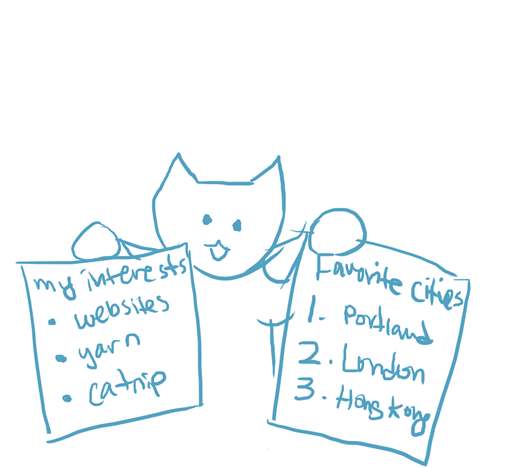 my interests
• websites
• yarn
• catnip
Favorite Cities
1. Portland
2. London
3. Hong Kong